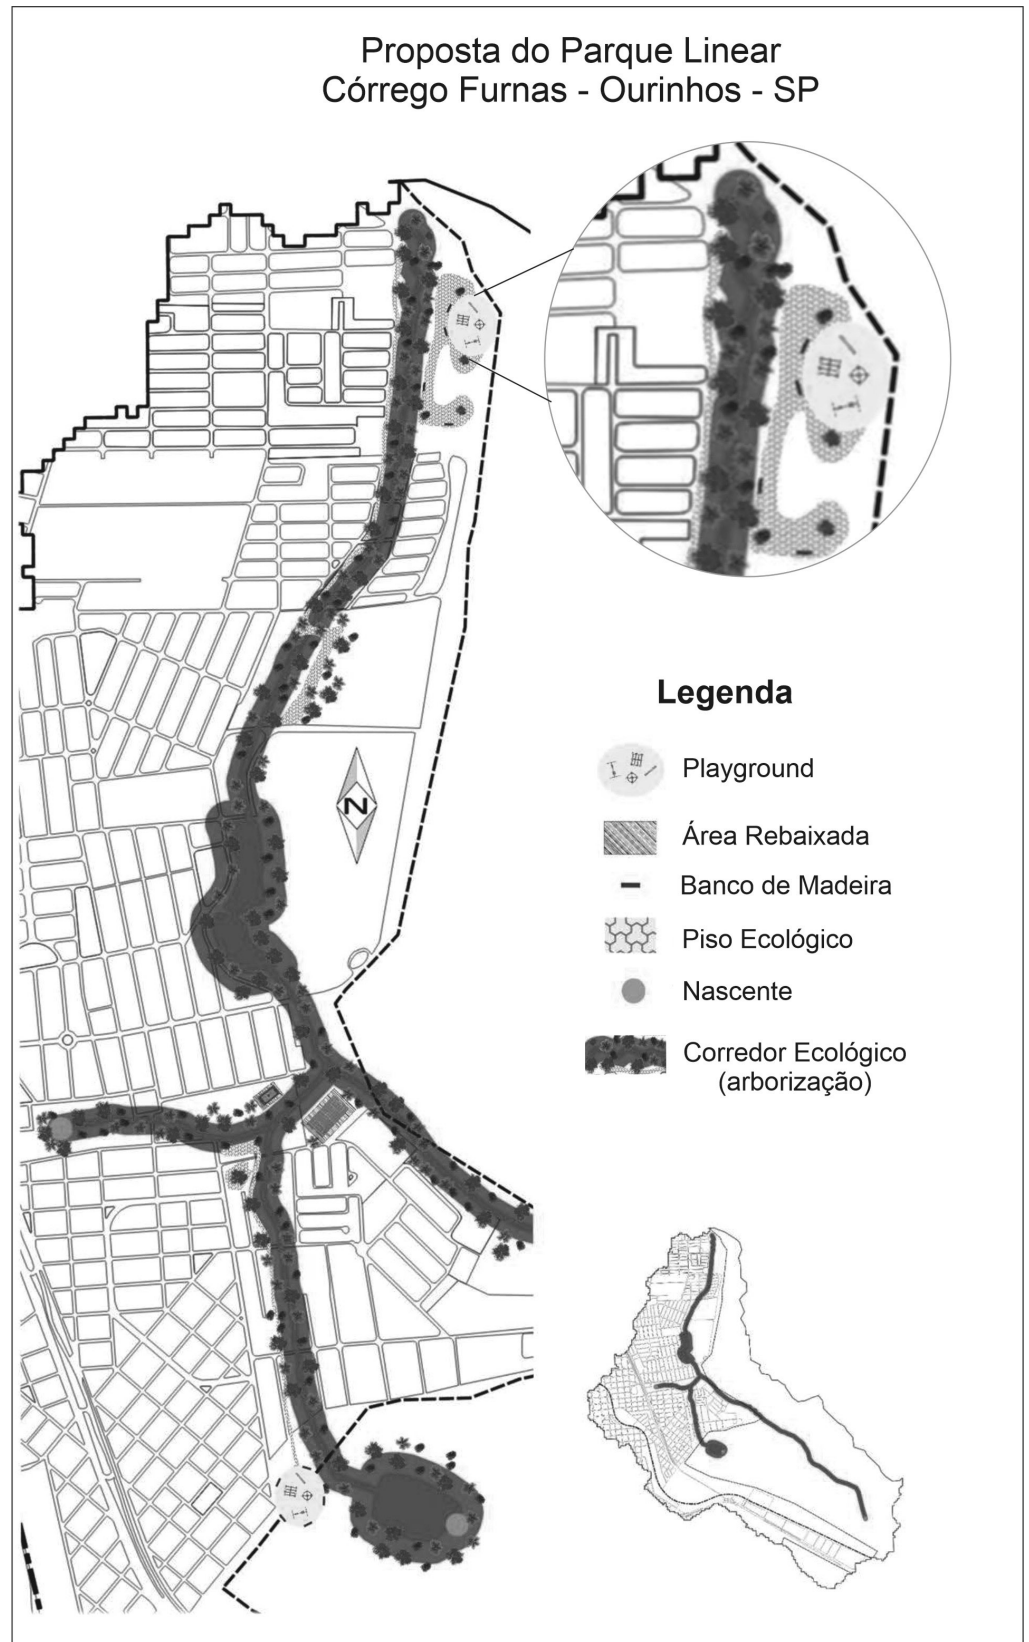 Proposta do Parque Linear
Córrego Furnas - Ourinhos - SP
N
Legenda
Playground
Área Rebaixada
Banco de Madeira
Piso Ecológico
Nascente
Corredor Ecológico
(arborização)